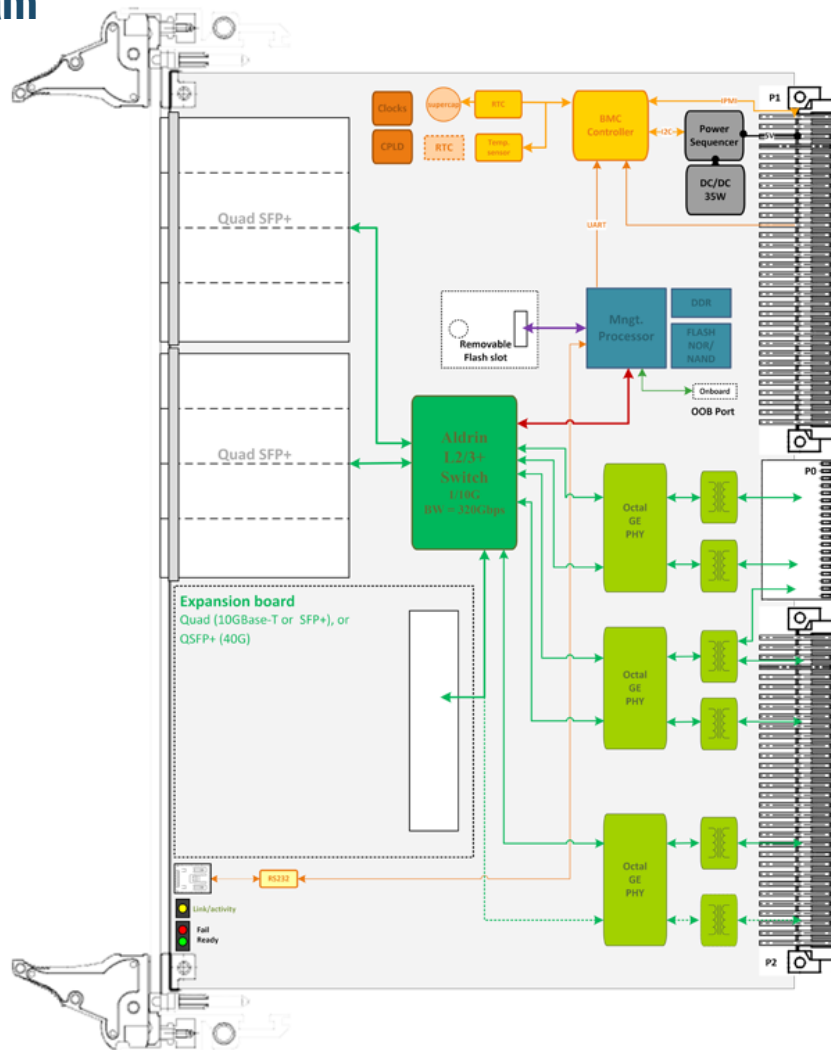 Clocks
supercap
RTC
BMC
Controller
IPMI
P1
CPLD
RTC
Temp.
sensor
I2C
Power
Sequencer
DC/DC
35W
Quad SFP+
UART
Mngt.
Processor
DDR
FLASH
NOR/
NAND
Removable
Flash slot
Onboard
OOB Port
Quad SFP+
Aldrin
1,2/3+
Switch
1/10G
BW = 320Gbps
P0
Octal
GE
PHY
Expansion board
Quad (10GBase-T or SFP+), or
QSFP+ (40G)
Octal
GE
PHY
Octal
GE
PHY
RS232
Link/activity
Fail
Ready
P2